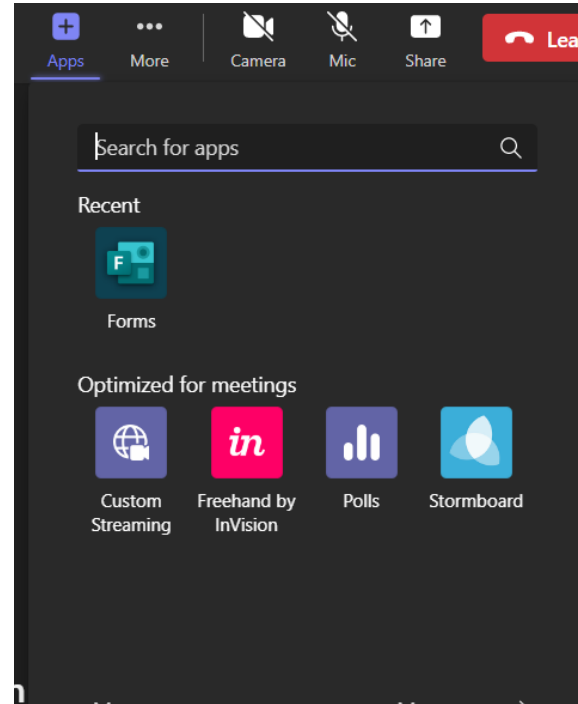 Apps More Camera Mic Share Lea
Search for apps
Recent
F
Forms
Optimized for meetings
in
Custom Streaming
Freehand by InVision
Polls
Stormboard